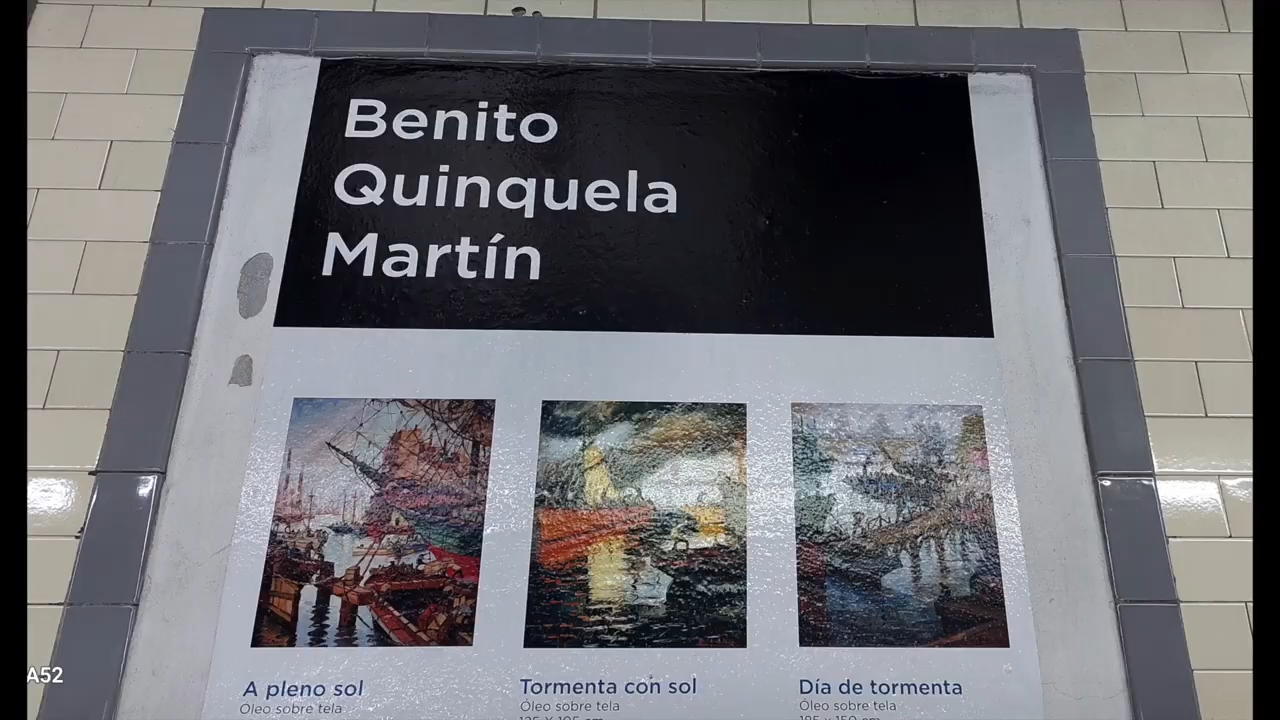 Benito
Quinquela
Martín
A pleno sol
Óleo sobre tela
Tormenta con sol
Óleo sobre tela
Día de tormenta
Óleo sobre tela
A52